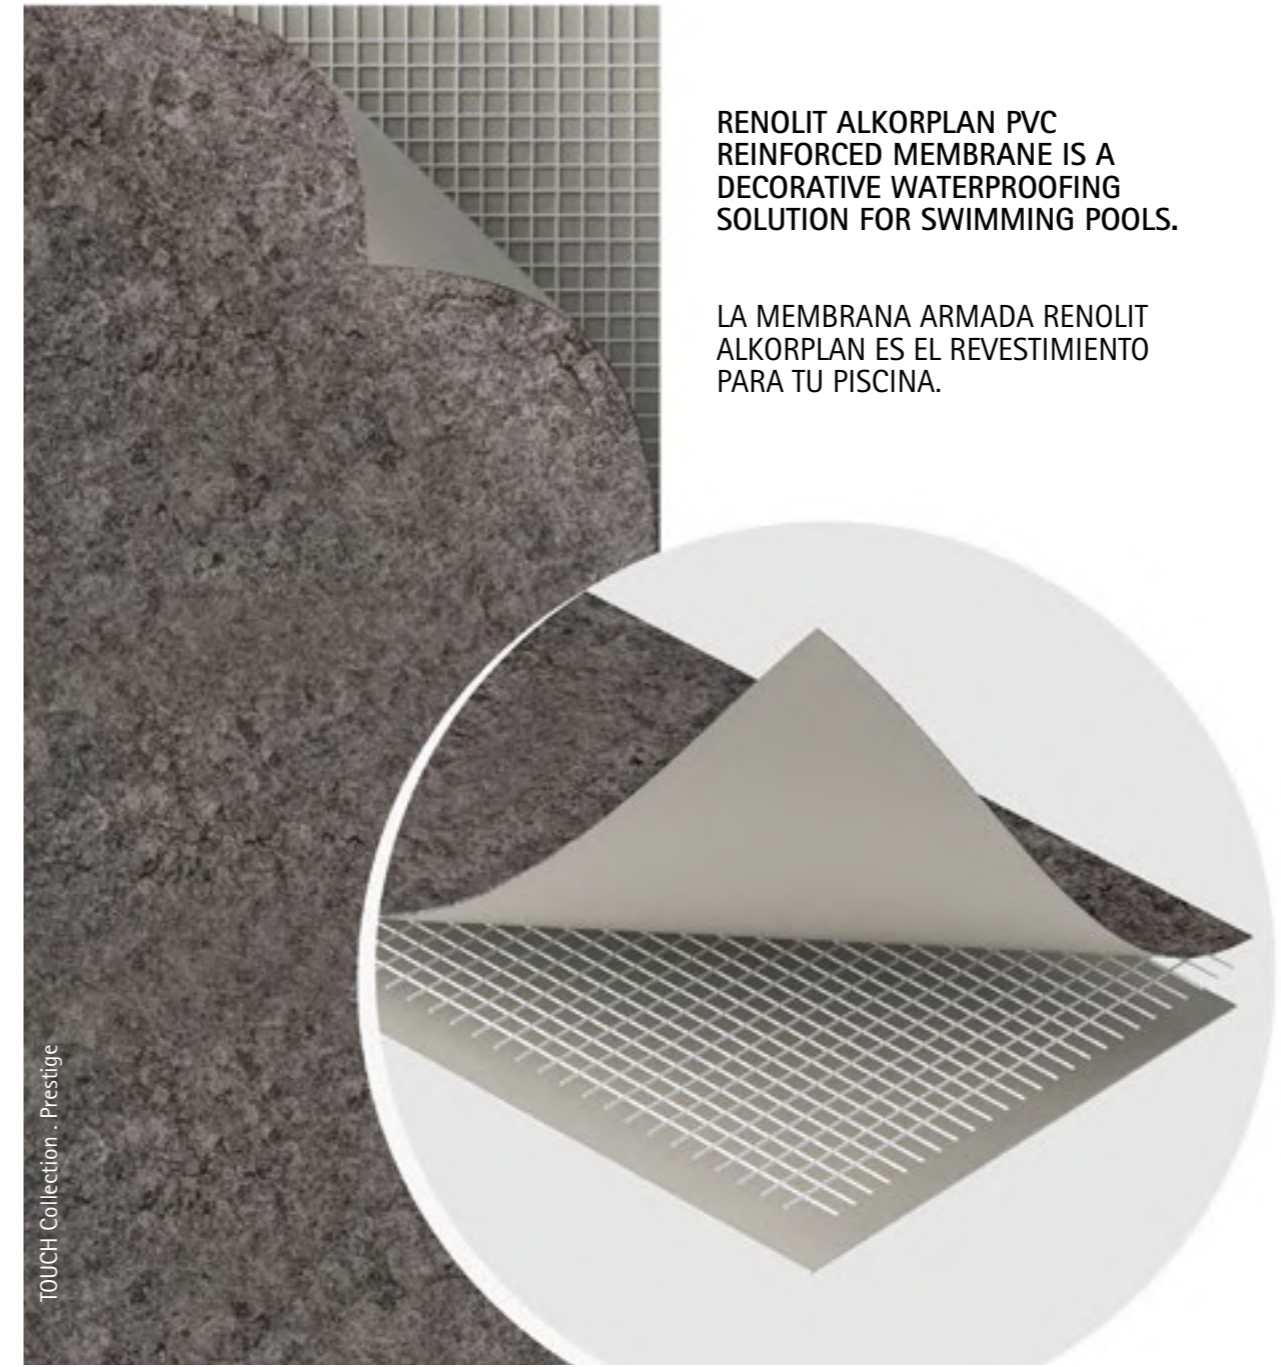 RENOLIT ALKORPLAN PVC
REINFORCED MEMBRANE IS A
DECORATIVE WATERPROOFING
SOLUTION FOR SWIMMING POOLS.
LA MEMBRANA ARMADA RENOLIT
ALKORPLAN ES EL REVESTIMIENTO
PARA TU PISCINA.
TOUCH Collection . Prestige